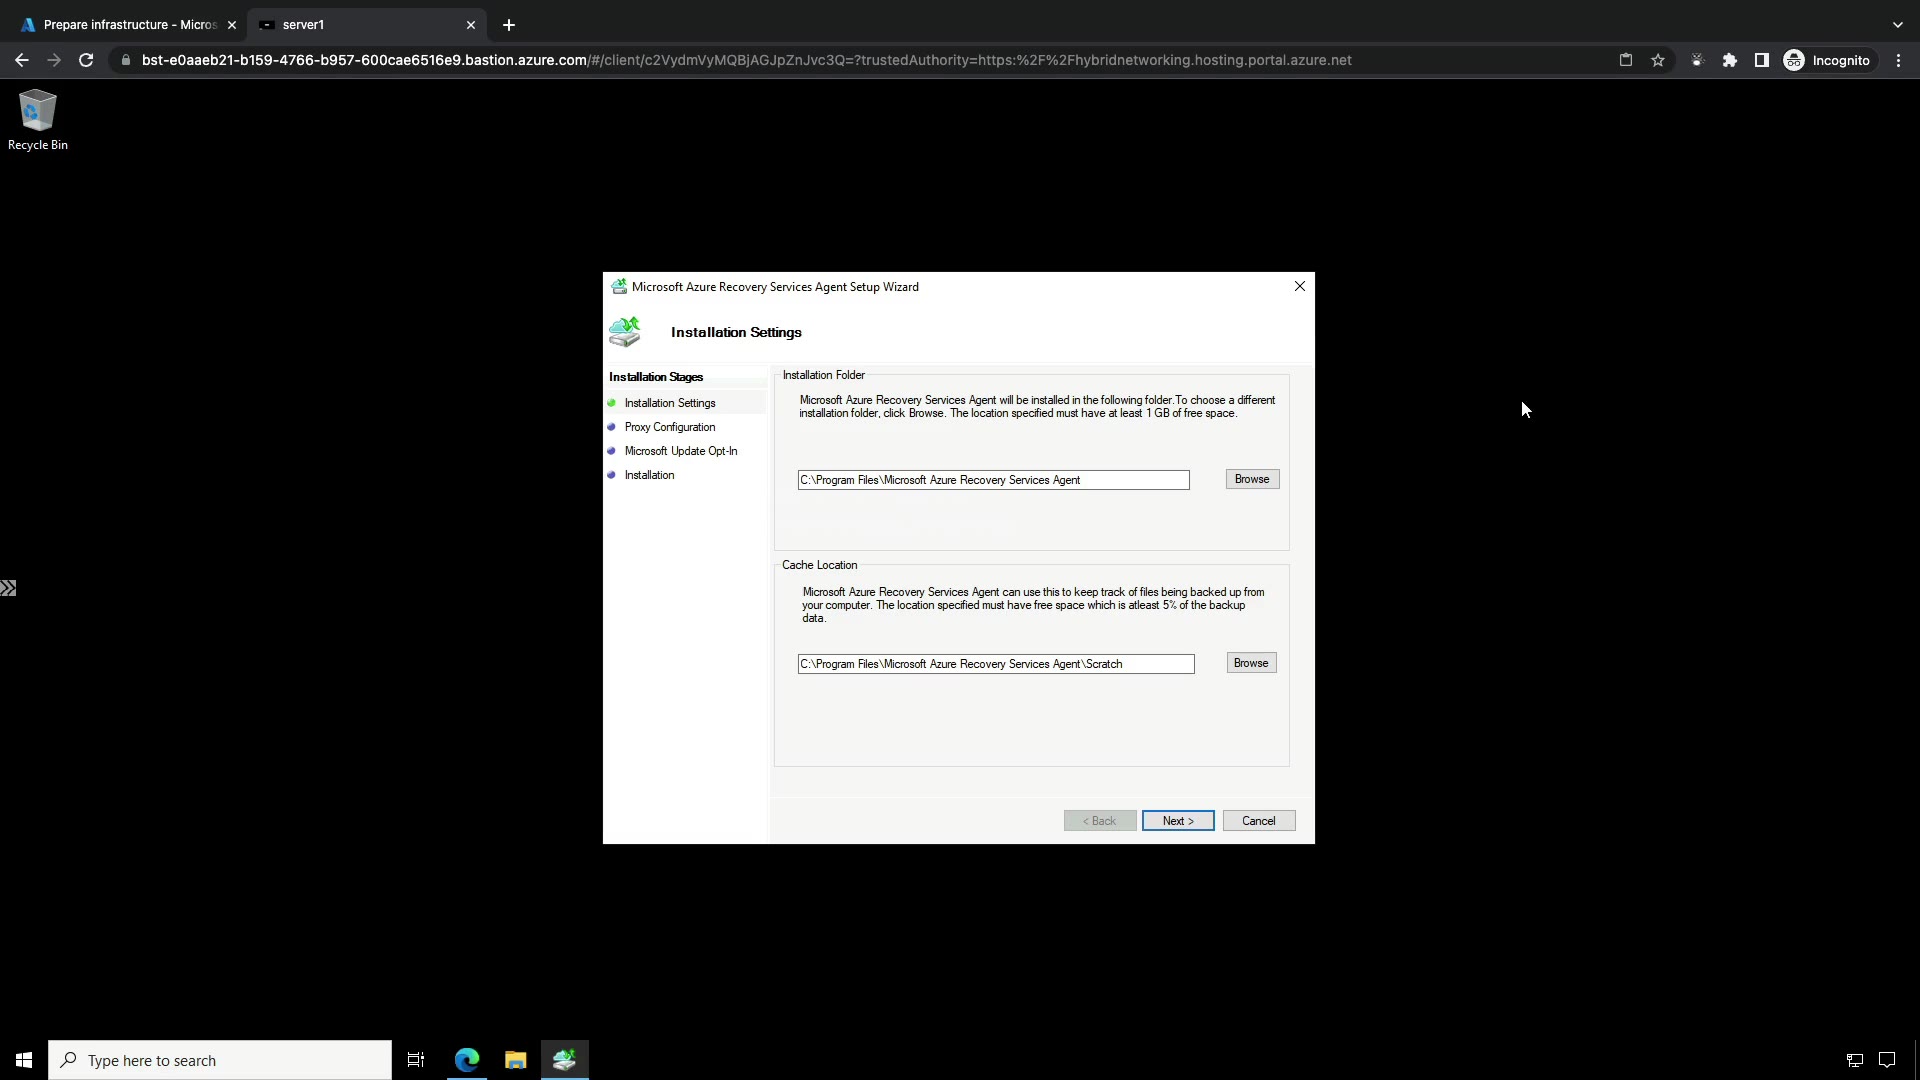 Prepare infrastructure - Micros
server1
bst-e0aaeb21-b159-4766-b957-600cae6516e9.bastion.azure.com/#/client/c2VydmVyMQBjAGJpZnJvc3Q=?trustedAuthority=https:%2F%2Fhybridnetworking.hosting.portal.azure.net
Incognito
Recycle Bin
Microsoft Azure Recovery Services Agent Setup Wizard
Installation Settings
Installation Stages
Installation Settings
Proxy Configuration
Microsoft Update Opt-In
Installation
Installation Folder
Microsoft Azure Recovery Services Agent will be installed in the following folder.To choose a different
installation folder, click Browse. The location specified must have at least 1 GB of free space.
C:\Program Files\Microsoft Azure Recovery Services Agent
Browse
Cache Location
Microsoft Azure Recovery Services Agent can use this to keep track of files being backed up from
your computer. The location specified must have free space which is atleast 5% of the backup
data.
C:\Program Files\Microsoft Azure Recovery Services Agent\Scratch
Browse
< Back
Next >
Cancel
Type here to search